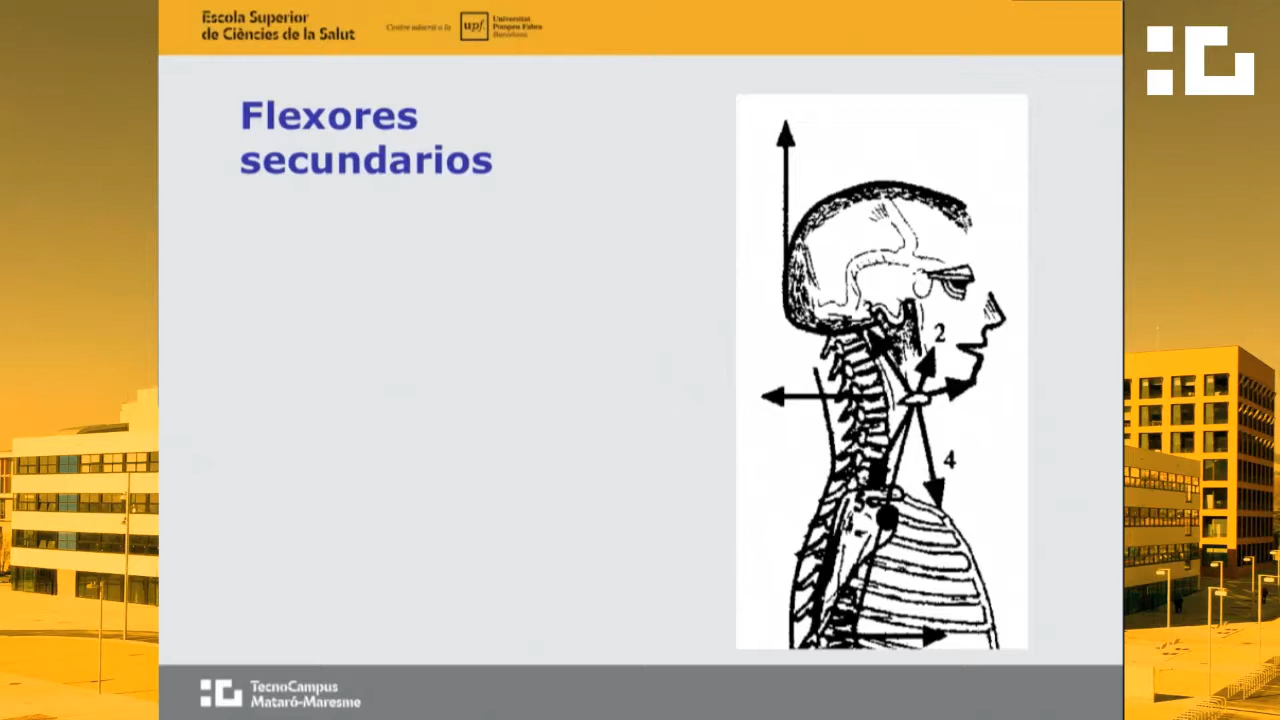 Escola Superior
de Ciències de la Salut
Centre adscrit a la
upf.
Universitat
Pompeu Fabra
Barcelona
Flexores
secundarios
2
4
5
TecnoCampus
Mataró-Maresme